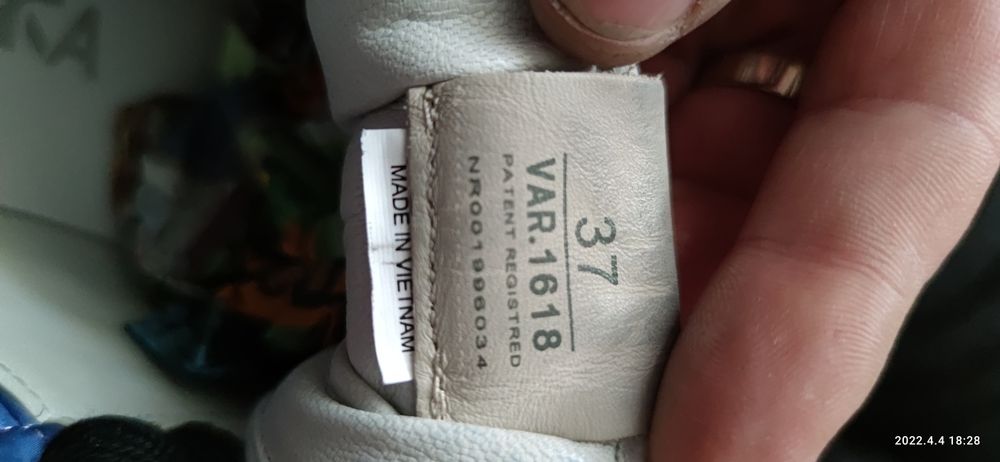 37
VAR.1618
PATENT REGISTRED
NR001996034
MADE IN VIETNAM
2022.4.4 18:28